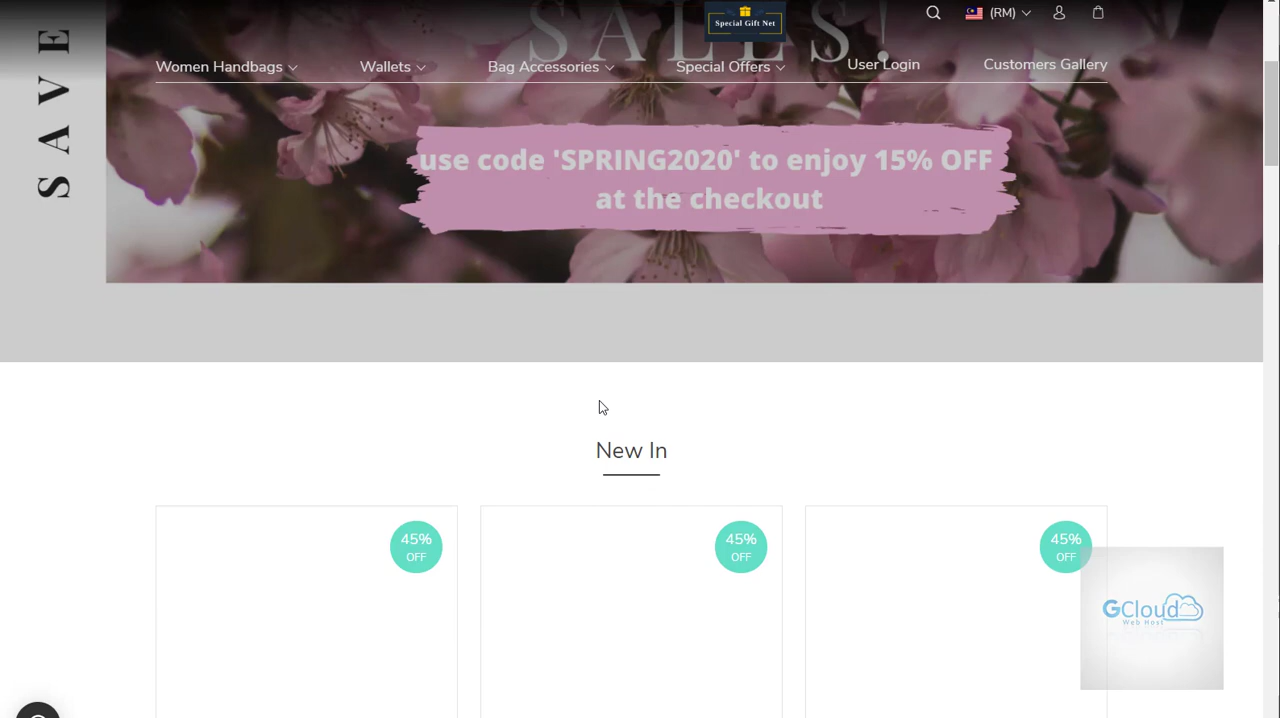 SALES!
Special Gift Net
(RM)
SAVE
Women Handbags
Wallets
Bag Accessories
Special Offers
User Login
Customers Gallery
use code 'SPRING2020' to enjoy 15% OFF
at the checkout
New In
45%
OFF
45%
OFF
45%
OFF
GCloud
Web Host